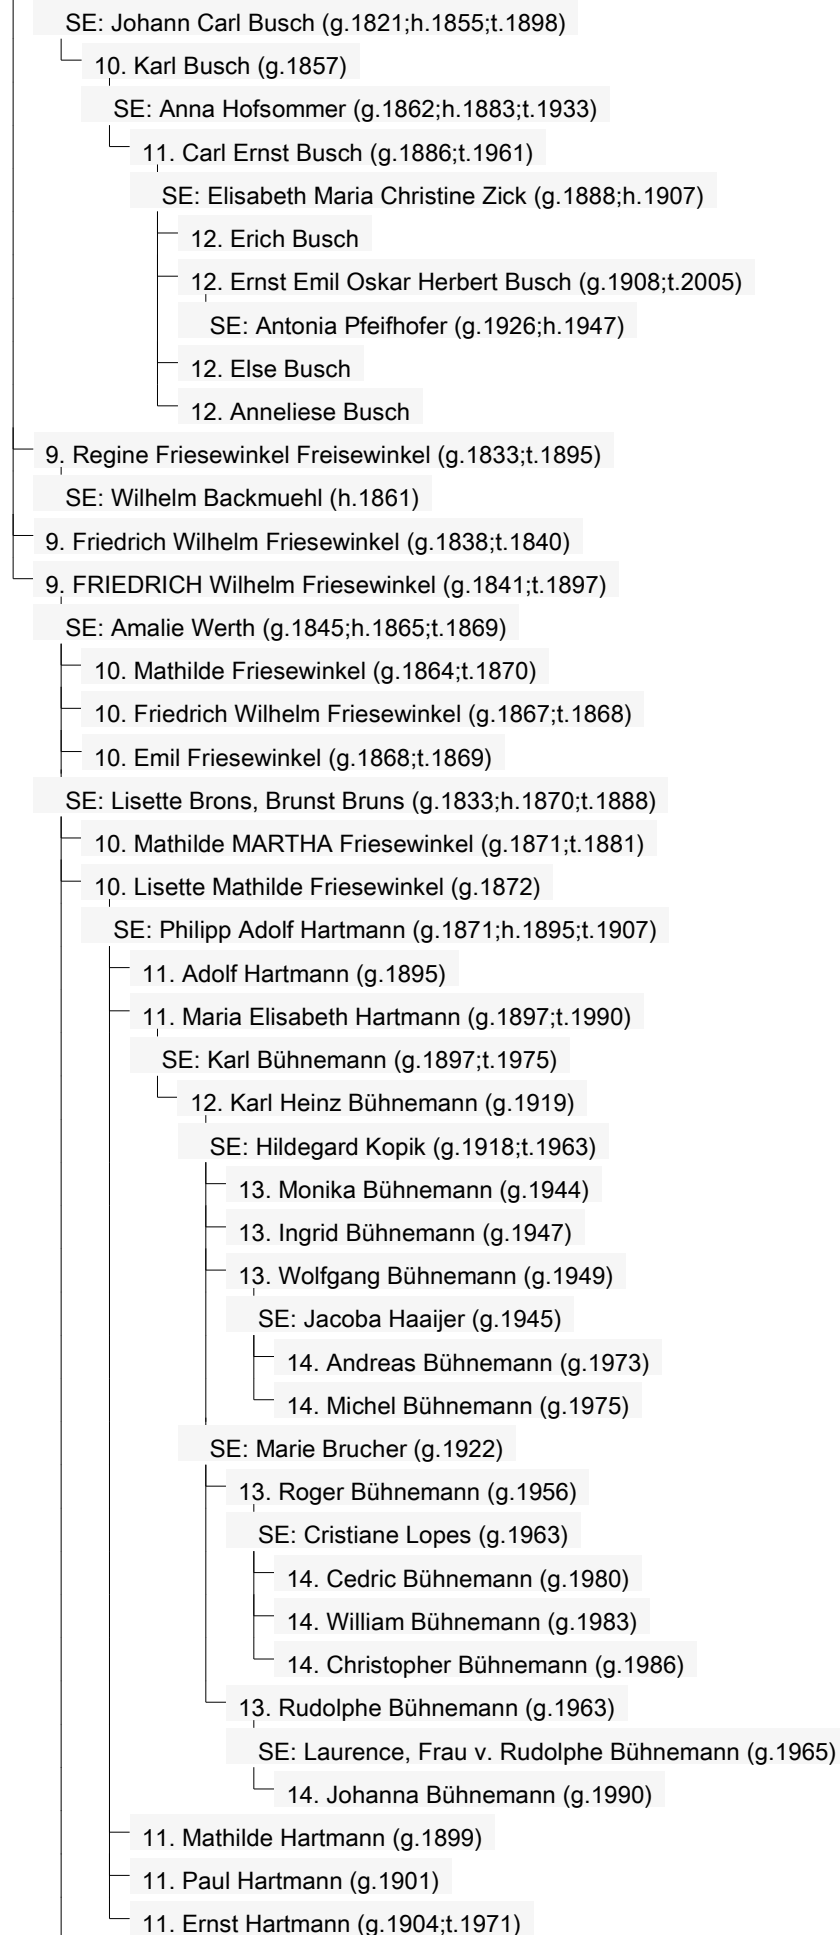 SE: Johann Carl Busch (g.1821;h.1855;t.1898)
10. Karl Busch (g.1857)
SE: Anna Hofsommer (g.1862;h.1883;t.1933)
11. Carl Ernst Busch (g.1886;t.1961)
SE: Elisabeth Maria Christine Zick (g.1888;h.1907)
12. Erich Busch
12. Ernst Emil Oskar Herbert Busch (g.1908;t.2005)
SE: Antonia Pfeifhofer (g.1926;h.1947)
12. Else Busch
12. Anneliese Busch
9. Regine Friesewinkel Freisewinkel (g.1833;t.1895)
SE: Wilhelm Backmuehl (h.1861)
9. Friedrich Wilhelm Friesewinkel (g.1838;t.1840)
9. FRIEDRICH Wilhelm Friesewinkel (g.1841;t.1897)
SE: Amalie Werth (g.1845;h.1865;t.1869)
10. Mathilde Friesewinkel (g.1864;t.1870)
10. Friedrich Wilhelm Friesewinkel (g.1867;t.1868)
10. Emil Friesewinkel (g.1868;t.1869)
SE: Lisette Brons, Brunst Bruns (g.1833;h.1870;t.1888)
10. Mathilde MARTHA Friesewinkel (g.1871;t.1881)
10. Lisette Mathilde Friesewinkel (g.1872)
SE: Philipp Adolf Hartmann (g.1871;h.1895;t.1907)
11. Adolf Hartmann (g.1895)
11. Maria Elisabeth Hartmann (g.1897;t.1990)
SE: Karl Bühnemann (g.1897;t.1975)
12. Karl Heinz Bühnemann (g.1919)
SE: Hildegard Kopik (g.1918;t.1963)
13. Monika Bühnemann (g.1944)
13. Ingrid Bühnemann (g.1947)
13. Wolfgang Bühnemann (g.1949)
SE: Jacoba Haaijer (g.1945)
14. Andreas Bühnemann (g.1973)
14. Michel Bühnemann (g.1975)
SE: Marie Brucher (g.1922)
13. Roger Bühnemann (g.1956)
SE: Cristiane Lopes (g.1963)
14. Cedric Bühnemann (g.1980)
14. William Bühnemann (g.1983)
14. Christopher Bühnemann (g.1986)
13. Rudolphe Bühnemann (g.1963)
SE: Laurence, Frau v. Rudolphe Bühnemann (g.1965)
14. Johanna Bühnemann (g.1990)
11. Mathilde Hartmann (g.1899)
11. Paul Hartmann (g.1901)
11. Ernst Hartmann (g.1904;t.1971)